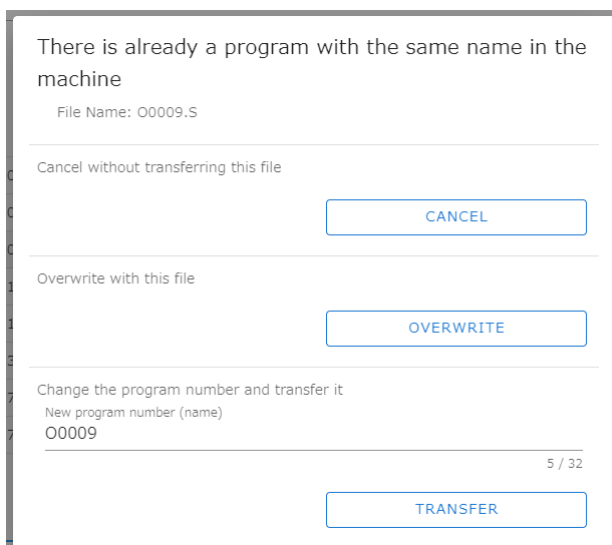 There is already a program with the same name in the
machine
File Name: O0009.S
Cancel without transferring this file
CANCEL
Overwrite with this file
OVERWRITE
Change the program number and transfer it
New program number (name)
O0009
5 / 32
TRANSFER